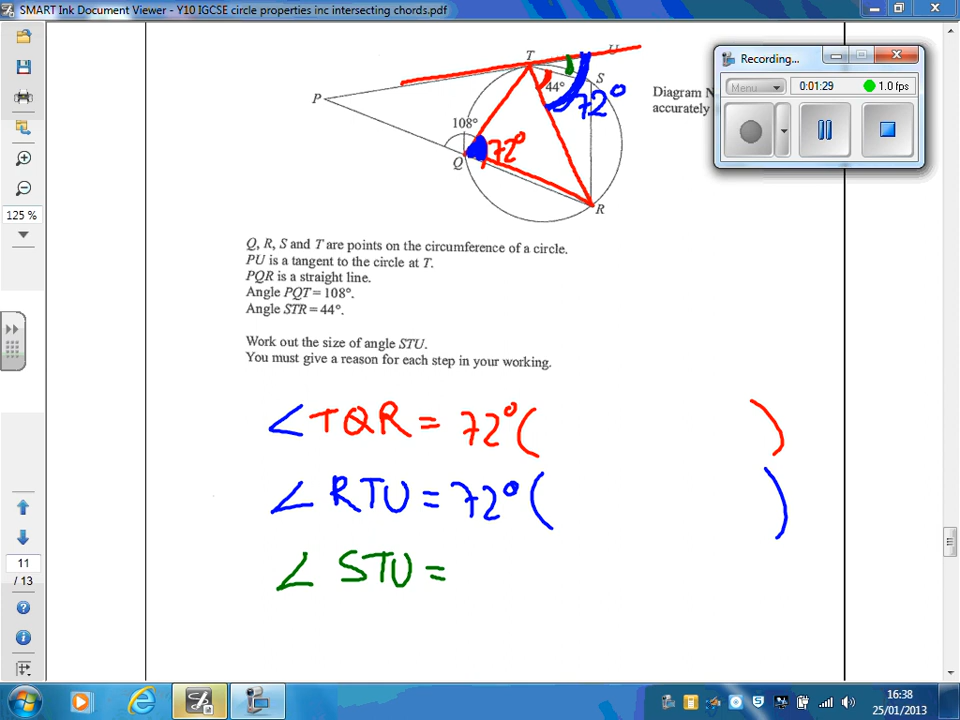 SMART Ink Document Viewer - Y10 IGCSE circle properties inc intersecting chords.pdf
Recording...
Menu
0:01:29
1.0 fps
125 %
11
/ 13
T
U
S
P
44°
72°
108°
72°
Q
R
Diagram N
accurately
Q, R, S and T are points on the circumference of a circle.
PU is a tangent to the circle at T.
PQR is a straight line.
Angle PQT = 108°.
Angle STR = 44°.
Work out the size of angle STU.
You must give a reason for each step in your working.
∠TQR = 72° ( )
∠RTU = 72° ( )
∠STU =
16:38
25/01/2013